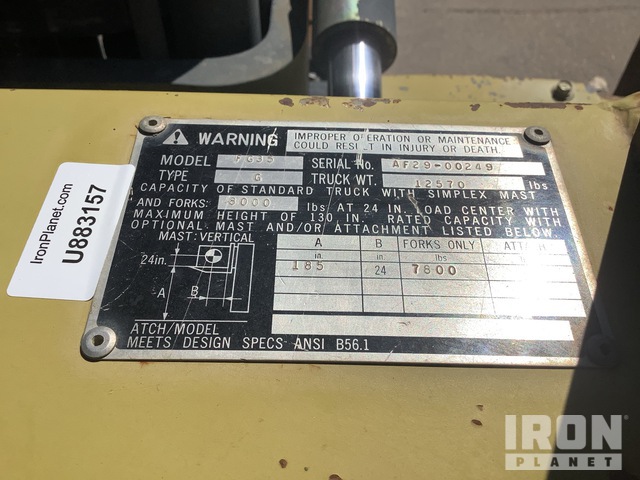 WARNING
IMPROPER OPERATION OR MAINTENANCE
COULD RESULT IN INJURY OR DEATH.
MODEL FG35 SERIAL No. AF29-00249
TYPE G TRUCK WT. 12570 lbs
CAPACITY OF STANDARD TRUCK WITH SIMPLEX MAST
AND FORKS: 8000 lbs AT 24 IN. LOAD CENTER WITH
MAXIMUM HEIGHT OF 130 IN. RATED CAPACITY WITH
OPTIONAL MAST AND/OR ATTACHMENT LISTED BELOW
MAST: VERTICAL
A B FORKS ONLY ATTACH.
in. in. lbs
185 24 7800
24in.
A
B
ATCH/MODEL
MEETS DESIGN SPECS ANSI B56.1
IronPlanet.com
U883157
IRON
PLANET